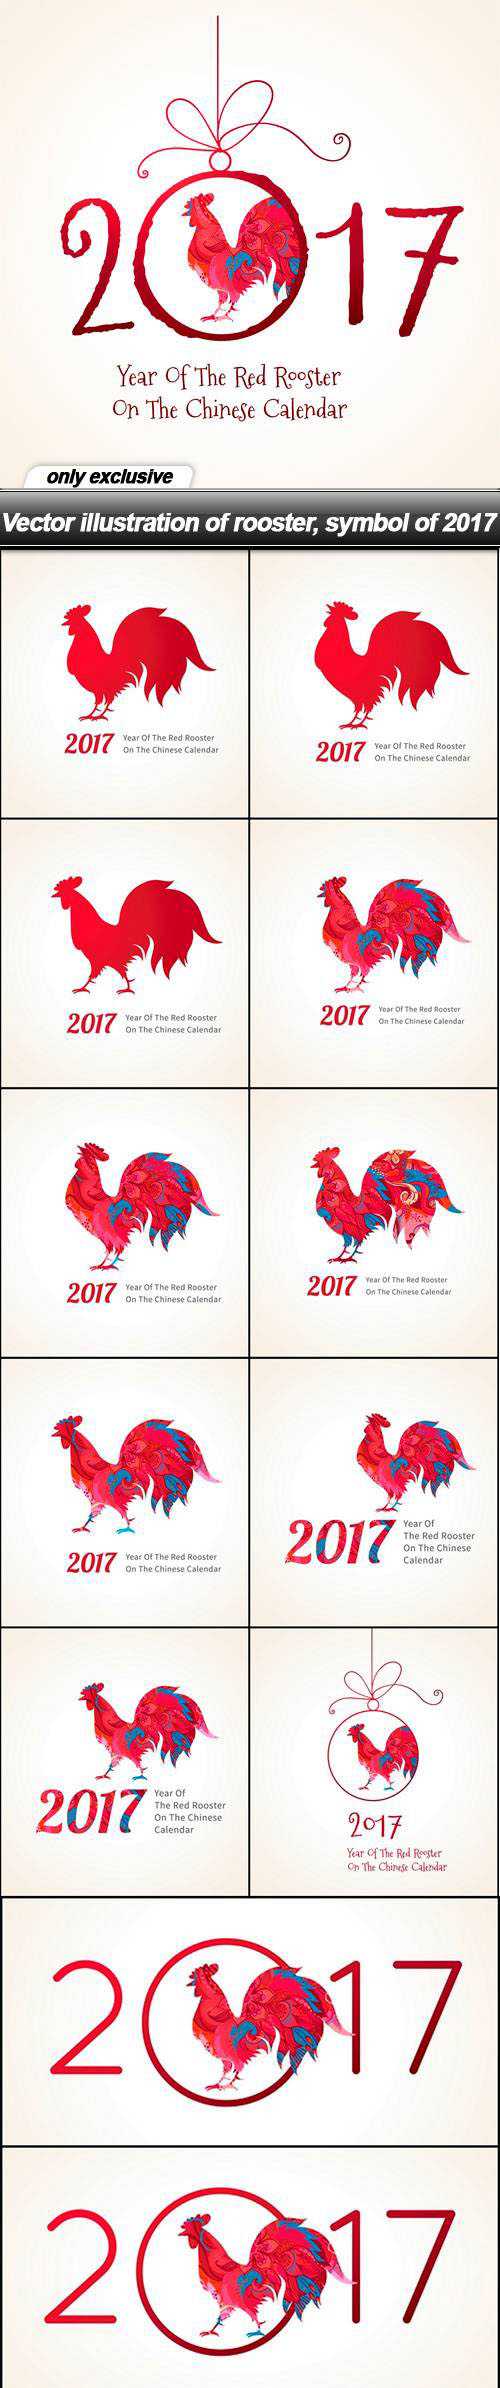 2017
Year Of The Red Rooster
On The Chinese Calendar
only exclusive
Vector illustration of rooster, symbol of 2017
2017 Year Of The Red Rooster
On The Chinese Calendar
2017 Year Of The Red Rooster
On The Chinese Calendar
2017 Year Of The Red Rooster
On The Chinese Calendar
2017 Year Of The Red Rooster
On The Chinese Calendar
2017 Year Of The Red Rooster
On The Chinese Calendar
2017 Year Of The Red Rooster
On The Chinese Calendar
2017 Year Of The Red Rooster
On The Chinese Calendar
2017 Year Of
The Red Rooster
On The Chinese
Calendar
2017 Year Of
The Red Rooster
On The Chinese
Calendar
2017
Year Of The Red Rooster
On The Chinese Calendar
2017
2017